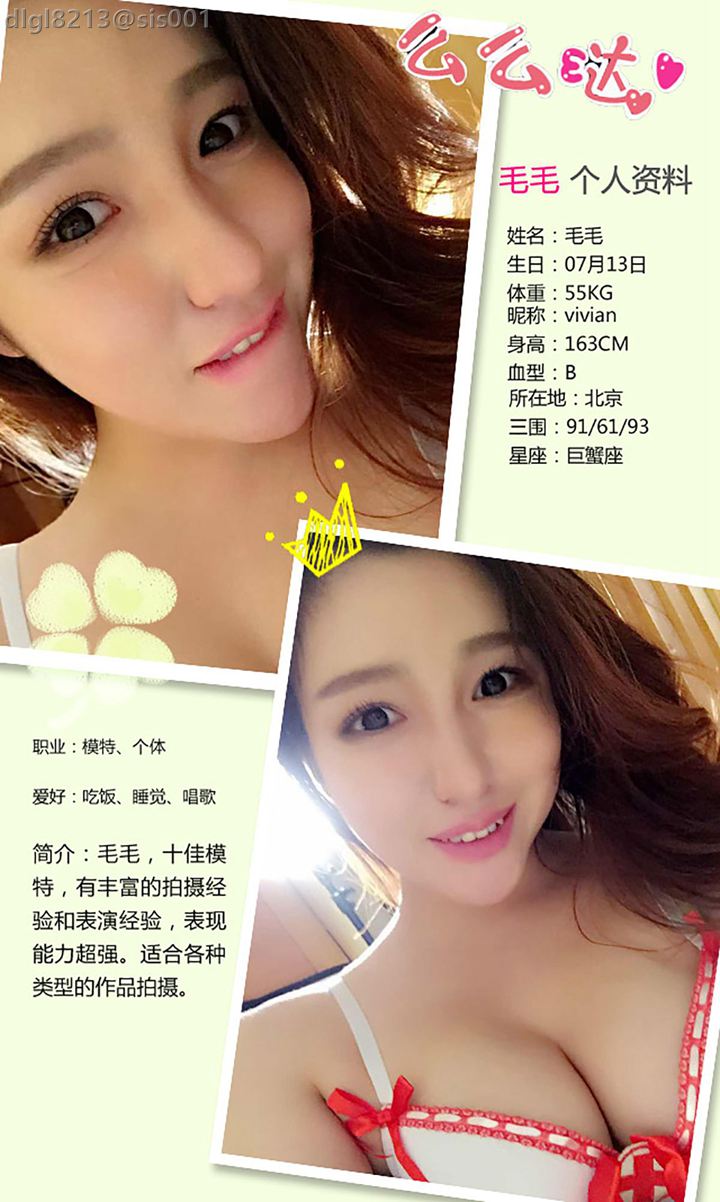 dlgl8213@sis001
么么哒
毛毛 个人资料
姓名：毛毛
生日：07月13日
体重：55KG
昵称：vivian
身高：163CM
血型：B
所在地：北京
三围：91/61/93
星座：巨蟹座
职业：模特、个体
爱好：吃饭、睡觉、唱歌
简介：毛毛，十佳模
特，有丰富的拍摄经
验和表演经验，表现
能力超强。适合各种
类型的作品拍摄。